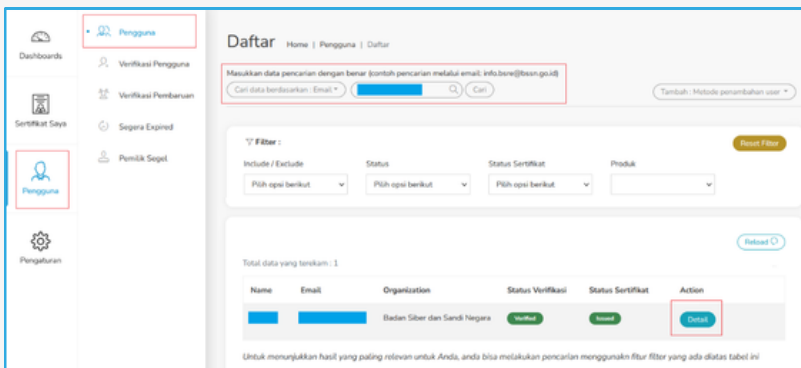 Dashboards
Sertifikat Saya
Pengguna
Pengaturan
Pengguna
Verifikasi Pengguna
Verifikasi Pembaruan
Segera Expired
Pemilik Segel
Daftar Home | Pengguna | Daftar
Masukkan data pencarian dengan benar (contoh pencarian melalui email: info.bsre@bssn.go.id)
Cari data berdasarkan : Email Cari
Tambah : Metode penambahan user
Filter : Reset Filter
Include / Exclude Status Status Sertifikat Produk
Pilih opsi berikut Pilih opsi berikut Pilih opsi berikut
Reload
Total data yang terekam : 1
Name Email Organization Status Verifikasi Status Sertifikat Action
Badan Siber dan Sandi Negara Verified Issued Detail
Untuk menunjukkan hasil yang paling relevan untuk Anda, anda bisa melakukan pencarian menggunakn fitur filter yang ada diatas tabel ini